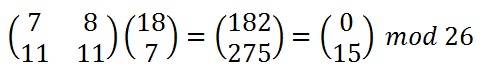 (7 8
11 11)(18
7) = (182
275) = (0
15) mod 26